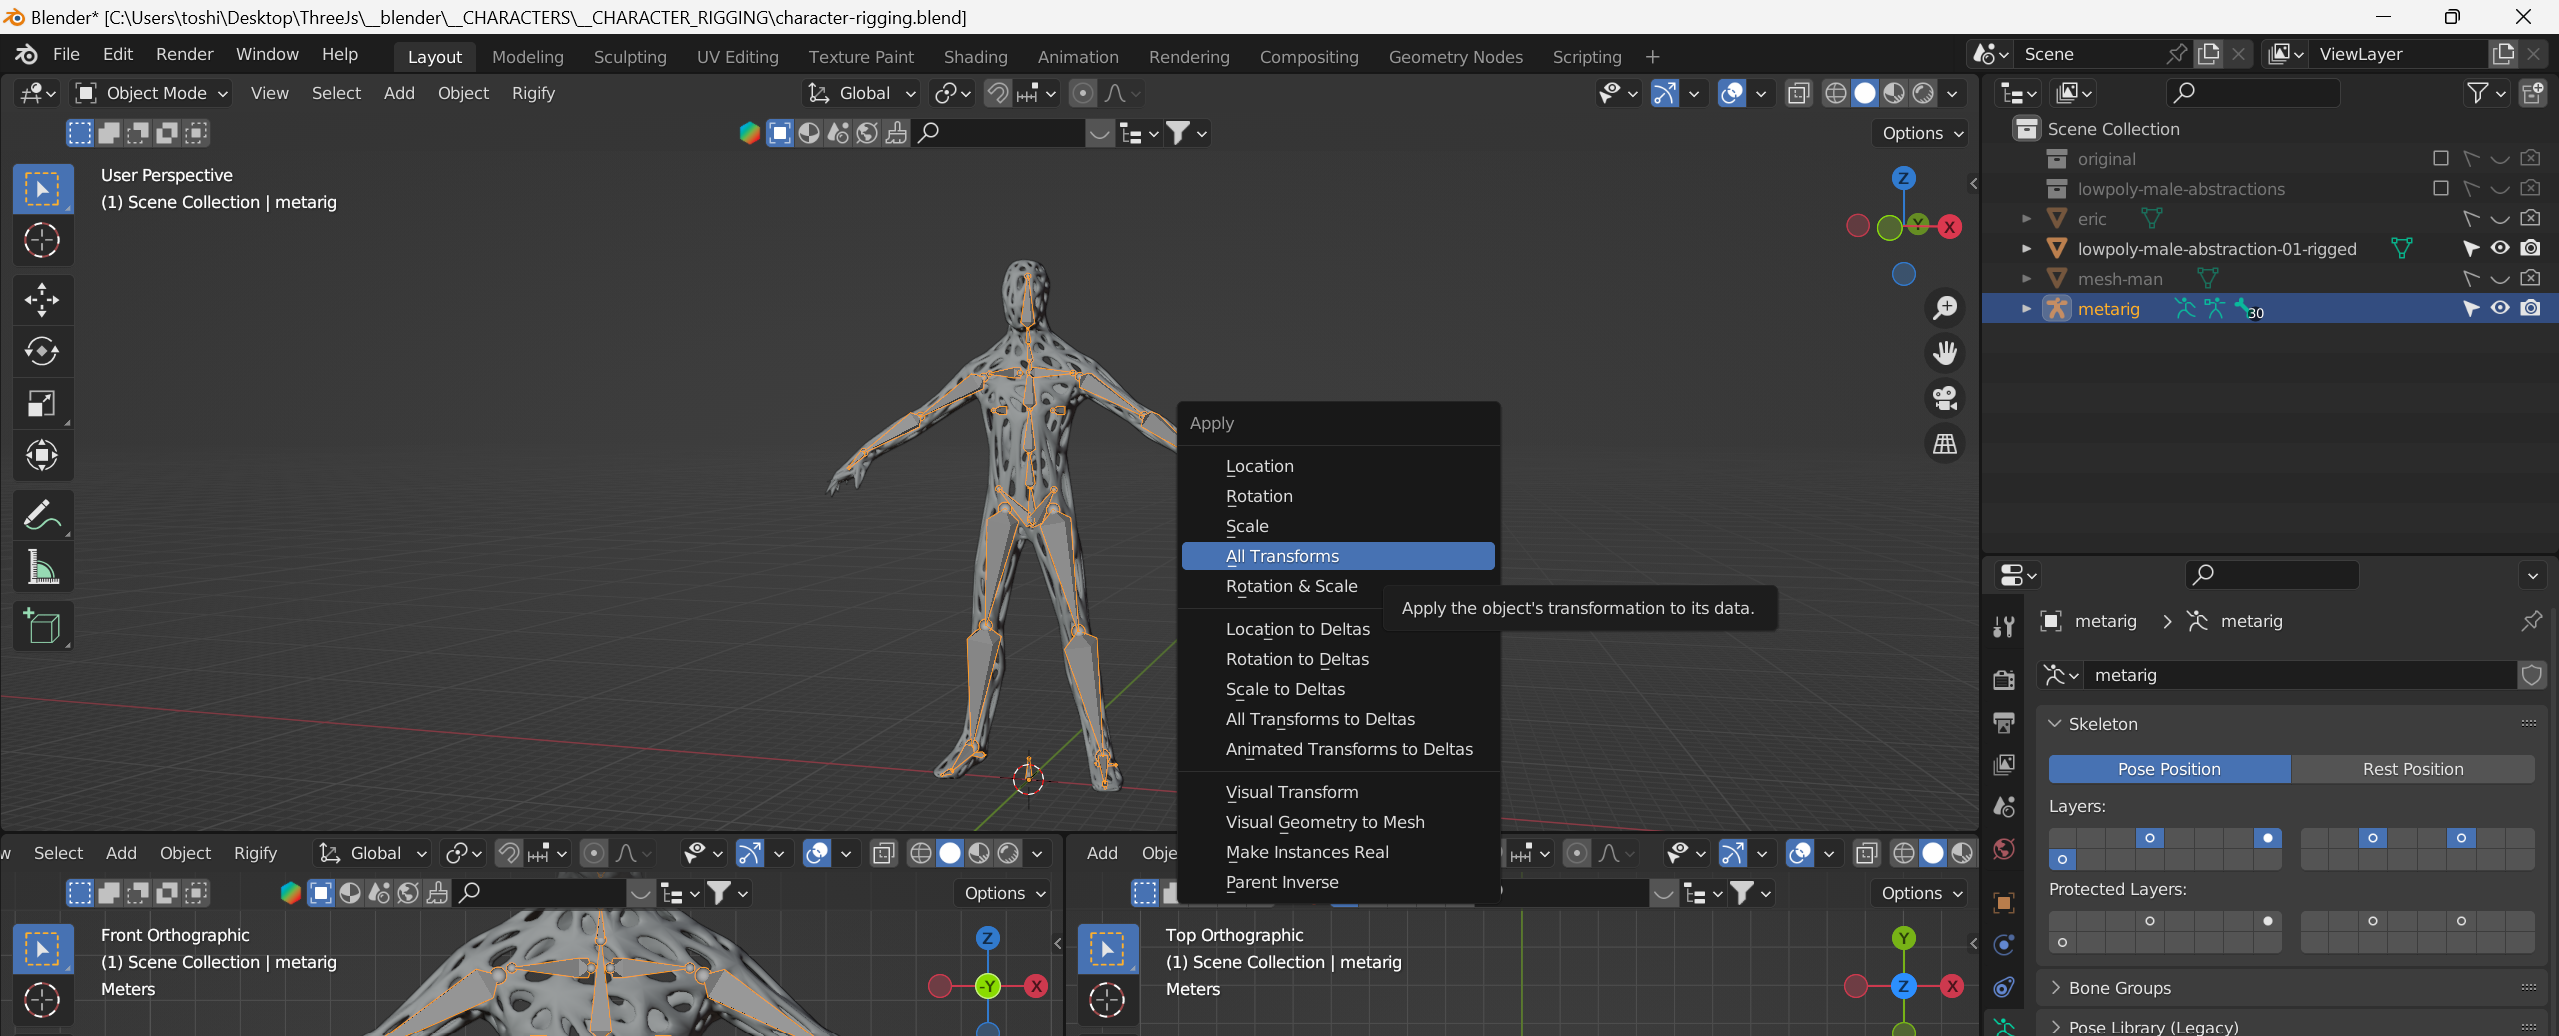 Blender* [C:\Users\toshi\Desktop\ThreeJs\__blender\__CHARACTERS\__CHARACTER_RIGGING\character-rigging.blend]
File Edit Render Window Help Layout Modeling Sculpting UV Editing Texture Paint Shading Animation Rendering Compositing Geometry Nodes Scripting + Scene ViewLayer
Object Mode View Select Add Object Rigify Global
Options
User Perspective
(1) Scene Collection | metarig
Z
Y
X
Scene Collection
original
lowpoly-male-abstractions
eric
lowpoly-male-abstraction-01-rigged
mesh-man
metarig 30
Apply
Location
Rotation
Scale
All Transforms
Rotation & Scale
Apply the object's transformation to its data.
Location to Deltas
Rotation to Deltas
Scale to Deltas
All Transforms to Deltas
Animated Transforms to Deltas
Visual Transform
Visual Geometry to Mesh
Make Instances Real
Parent Inverse
metarig > metarig
metarig
Skeleton
Pose Position Rest Position
Layers:
Protected Layers:
Bone Groups
Pose Library (Legacy)
w Select Add Object Rigify Global
Options
Front Orthographic
(1) Scene Collection | metarig
Meters
Z
-Y
X
Add Obje
Options
Top Orthographic
(1) Scene Collection | metarig
Meters
Y
Z
X